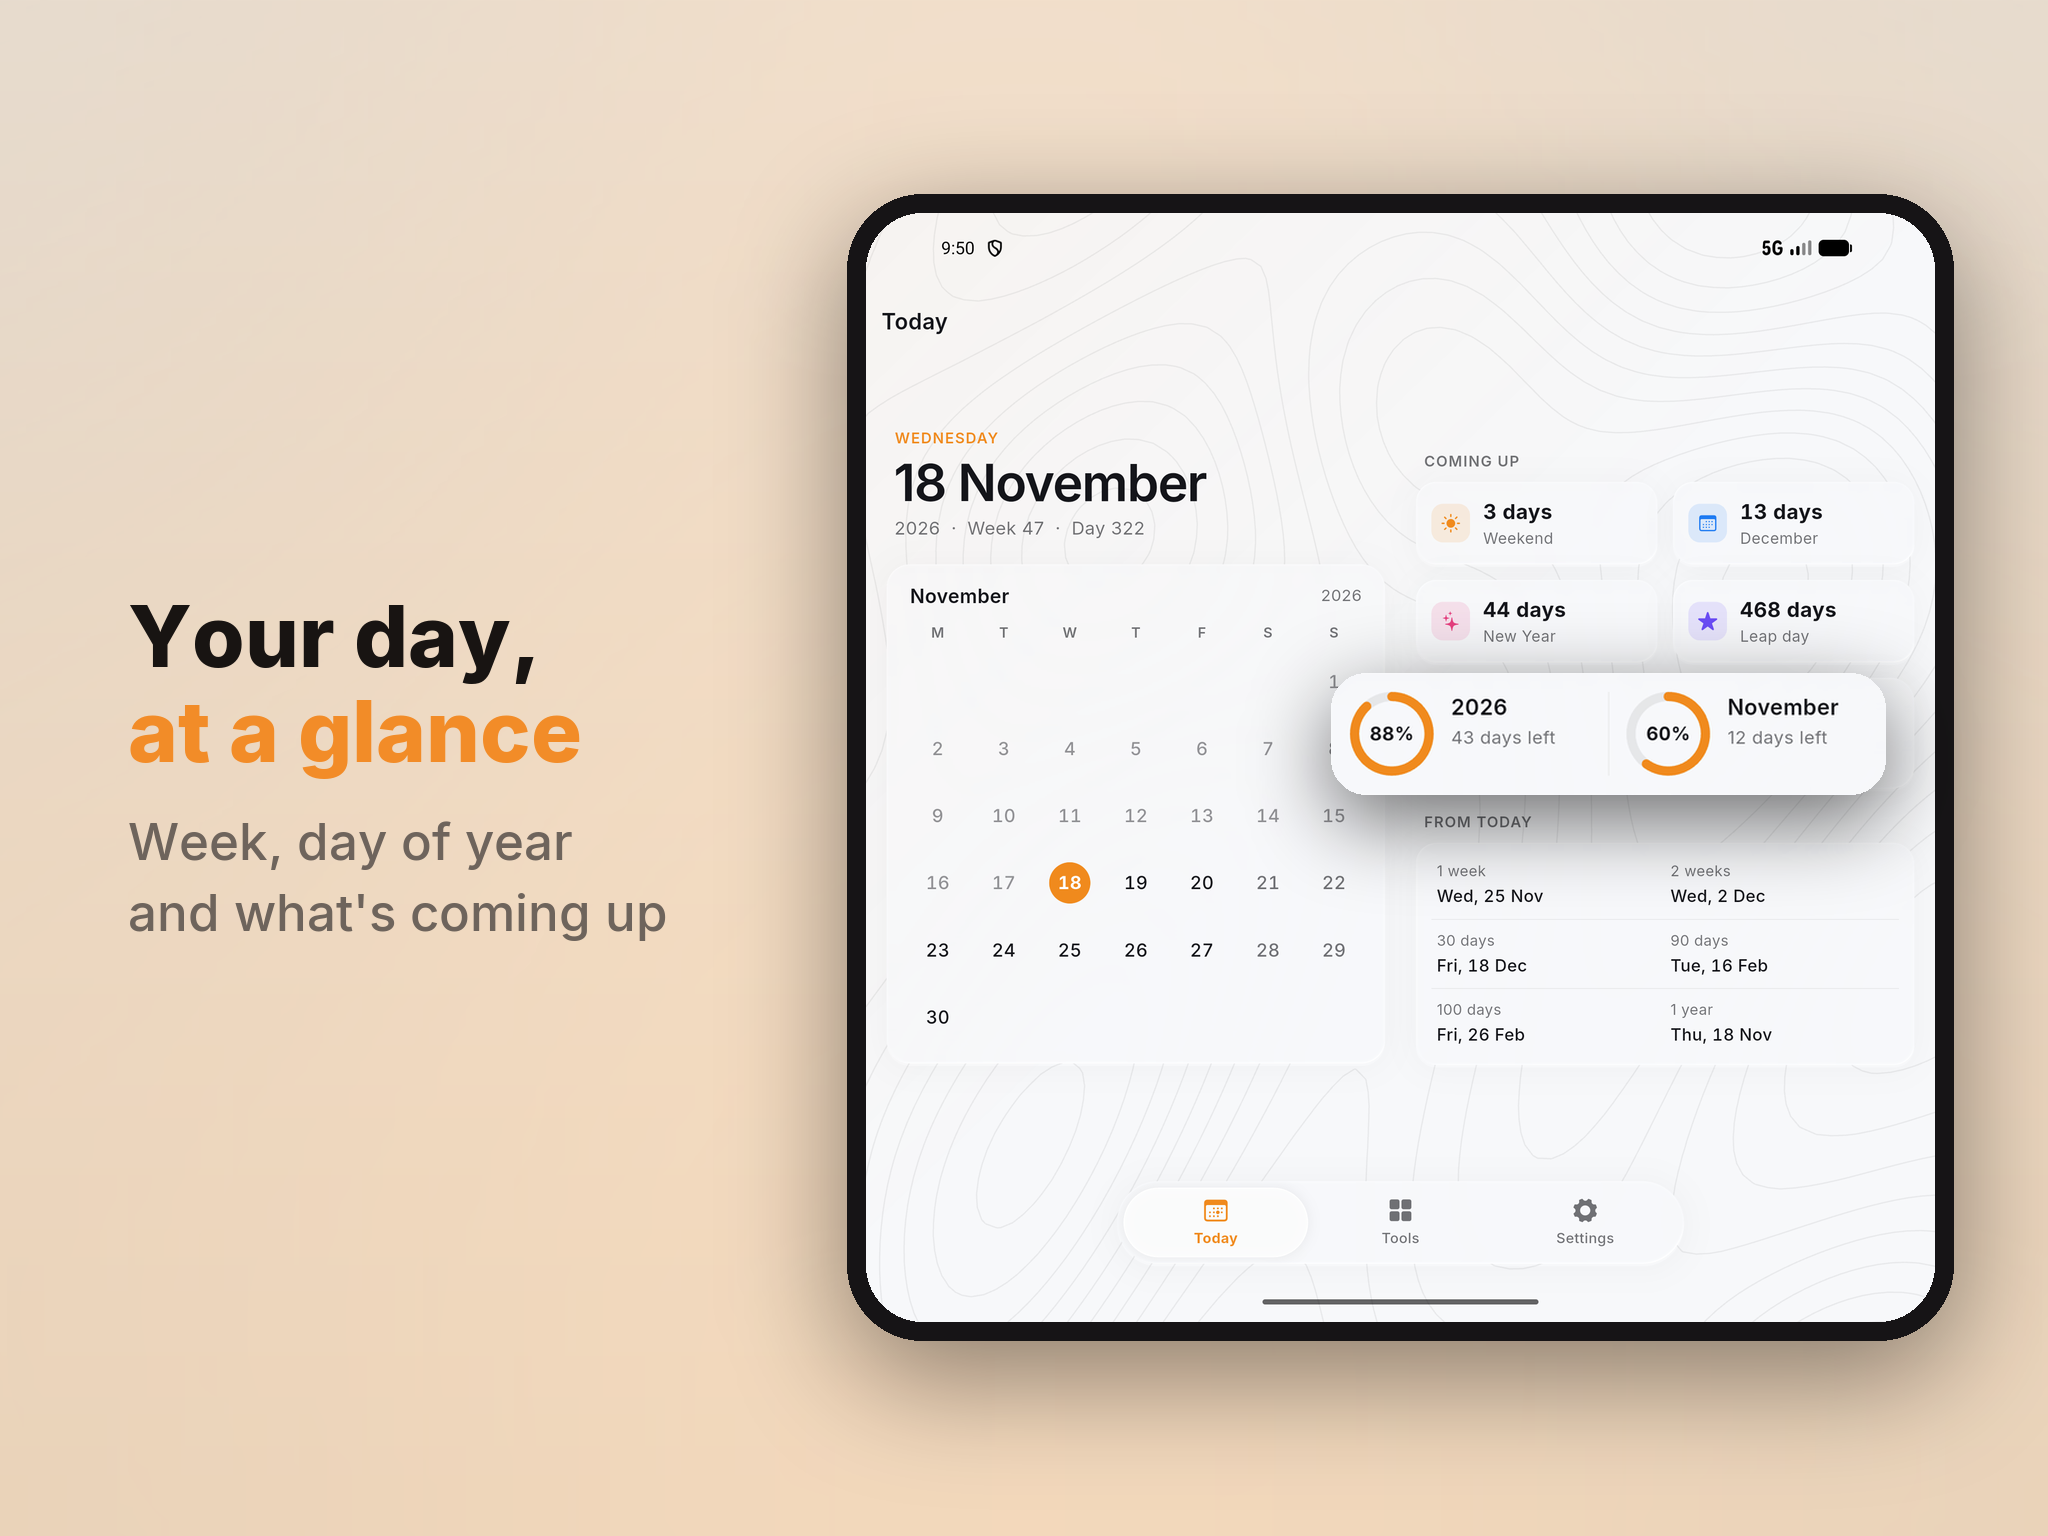 Your day,
at a glance
Week, day of year
and what's coming up
9:50
5G
Today
WEDNESDAY
18 November
2026 · Week 47 · Day 322
November 2026
M T W T F S S
1
2 3 4 5 6 7
9 10 11 12 13 14 15
16 17 18 19 20 21 22
23 24 25 26 27 28 29
30
COMING UP
3 days
Weekend
13 days
December
44 days
New Year
468 days
Leap day
88%
2026
43 days left
60%
November
12 days left
FROM TODAY
1 week
Wed, 25 Nov
2 weeks
Wed, 2 Dec
30 days
Fri, 18 Dec
90 days
Tue, 16 Feb
100 days
Fri, 26 Feb
1 year
Thu, 18 Nov
Today
Tools
Settings